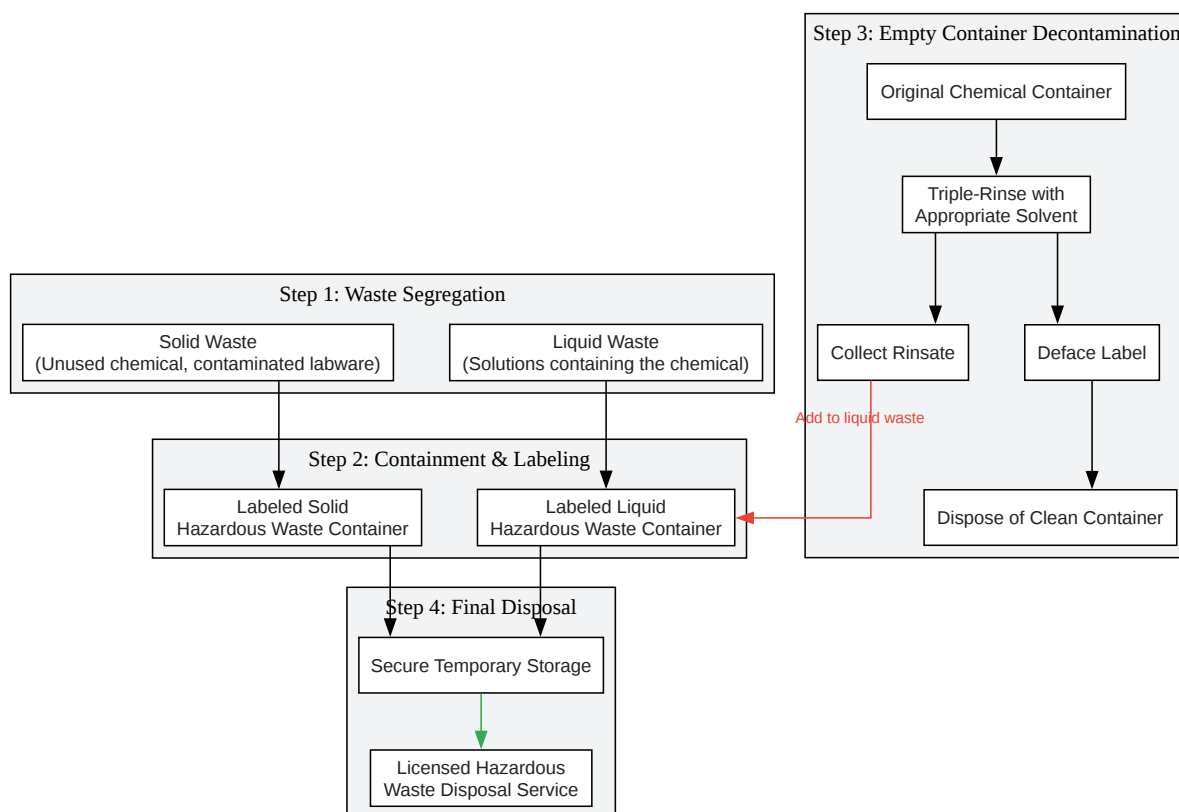 Step 1: Waste Segregation
Solid Waste
(Unused chemical, contaminated labware)
Liquid Waste
(Solutions containing the chemical)
Step 2: Containment & Labeling
Labeled Solid
Hazardous Waste Container
Labeled Liquid
Hazardous Waste Container
Step 3: Empty Container Decontamination
Original Chemical Container
Triple-Rinse with
Appropriate Solvent
Collect Rinsate
Deface Label
Add to liquid waste
Dispose of Clean Container
Step 4: Final Disposal
Secure Temporary Storage
Licensed Hazardous
Waste Disposal Service